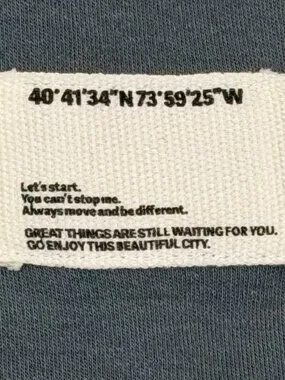 40°41'34"N73°59'25"W
Let's start.
You can't stop me.
Always move and be different.
GREAT THINGS ARE STILL WAITING FOR YOU.
GO ENJOY THIS BEAUTIFUL CITY.